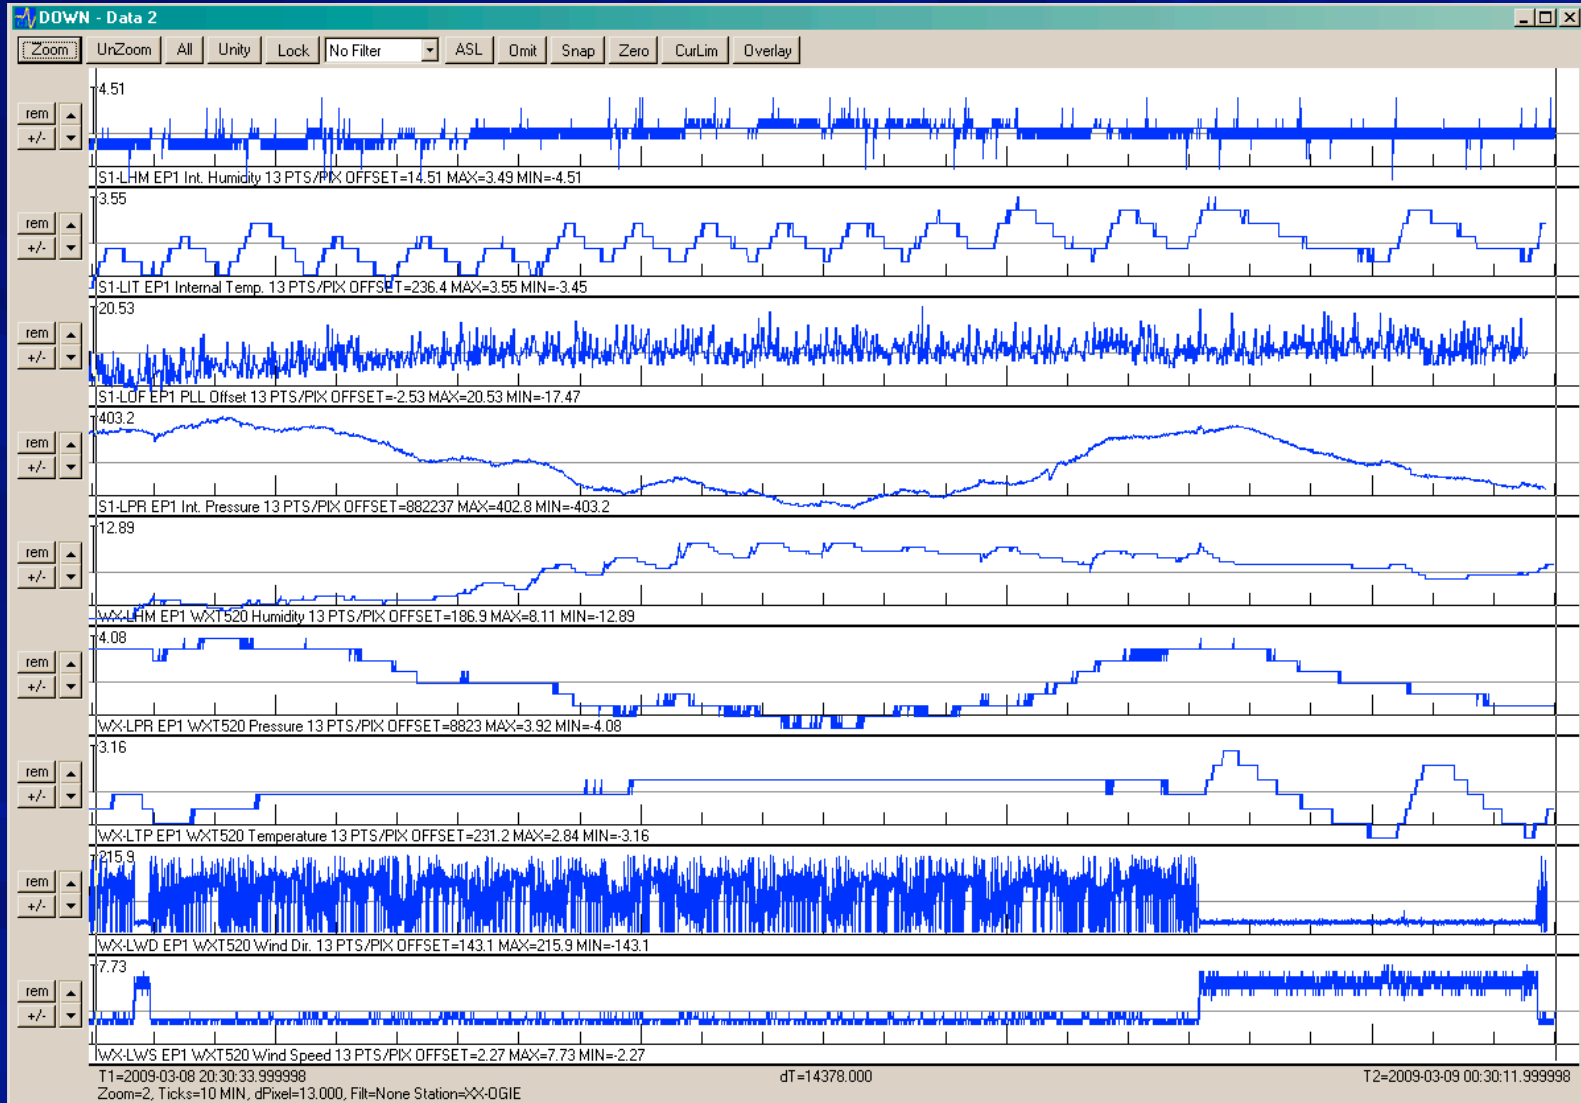 DOWN - Data 2
Zoom UnZoom All Unity Lock No Filter ASL Omit Snap Zero CurLim Overlay
4.51
rem
+/-
S1-LHM EP1 Int. Humidity 13 PTS/PIX OFFSET=14.51 MAX=3.49 MIN=-4.51
3.55
rem
+/-
S1-LIT EP1 Internal Temp. 13 PTS/PIX OFFSET=236.4 MAX=3.55 MIN=-3.45
20.53
rem
+/-
S1-LOF EP1 PLL Offset 13 PTS/PIX OFFSET=-2.53 MAX=20.53 MIN=-17.47
403.2
rem
+/-
S1-LPR EP1 Int. Pressure 13 PTS/PIX OFFSET=882237 MAX=402.8 MIN=-403.2
12.89
rem
+/-
WX-LHM EP1 WXT520 Humidity 13 PTS/PIX OFFSET=186.9 MAX=8.11 MIN=-12.89
4.08
rem
+/-
WX-LPR EP1 WXT520 Pressure 13 PTS/PIX OFFSET=8823 MAX=3.92 MIN=-4.08
3.16
rem
+/-
WX-LTP EP1 WXT520 Temperature 13 PTS/PIX OFFSET=231.2 MAX=2.84 MIN=-3.16
215.9
rem
+/-
WX-LWD EP1 WXT520 Wind Dir. 13 PTS/PIX OFFSET=143.1 MAX=215.9 MIN=-143.1
7.73
rem
+/-
WX-LWS EP1 WXT520 Wind Speed 13 PTS/PIX OFFSET=2.27 MAX=7.73 MIN=-2.27
T1=2009-03-08 20:30:33.999998 dT=14378.000 T2=2009-03-09 00:30:11.999998
Zoom=2, Ticks=10 MIN, dPixel=13.000, Filt=None Station=XX-OGIE